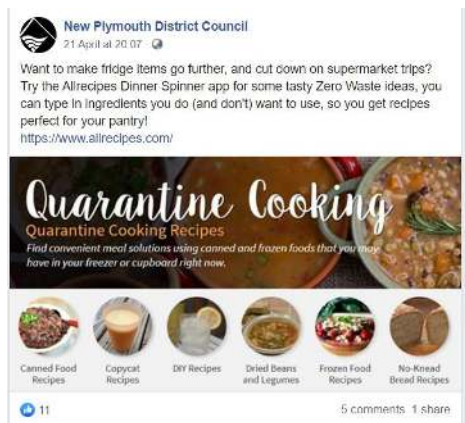 New Plymouth District Council
21 April at 20:07
Want to make fridge items go further, and cut down on supermarket trips?
Try the Allrecipes Dinner Spinner app for some tasty Zero Waste ideas, you
can type in ingredients you do (and don't) want to use, so you get recipes
perfect for your pantry!
https://www.allrecipes.com/
Quarantine Cooking
Quarantine Cooking Recipes
Find convenient meal solutions using canned and frozen foods that you may
have in your freezer or cupboard right now.
Canned Food
Recipes
Copycat
Recipes
DIY Recipes
Dried Beans
and Legumes
Frozen Food
Recipes
No-Knead
Bread Recipes
11
5 comments 1 share